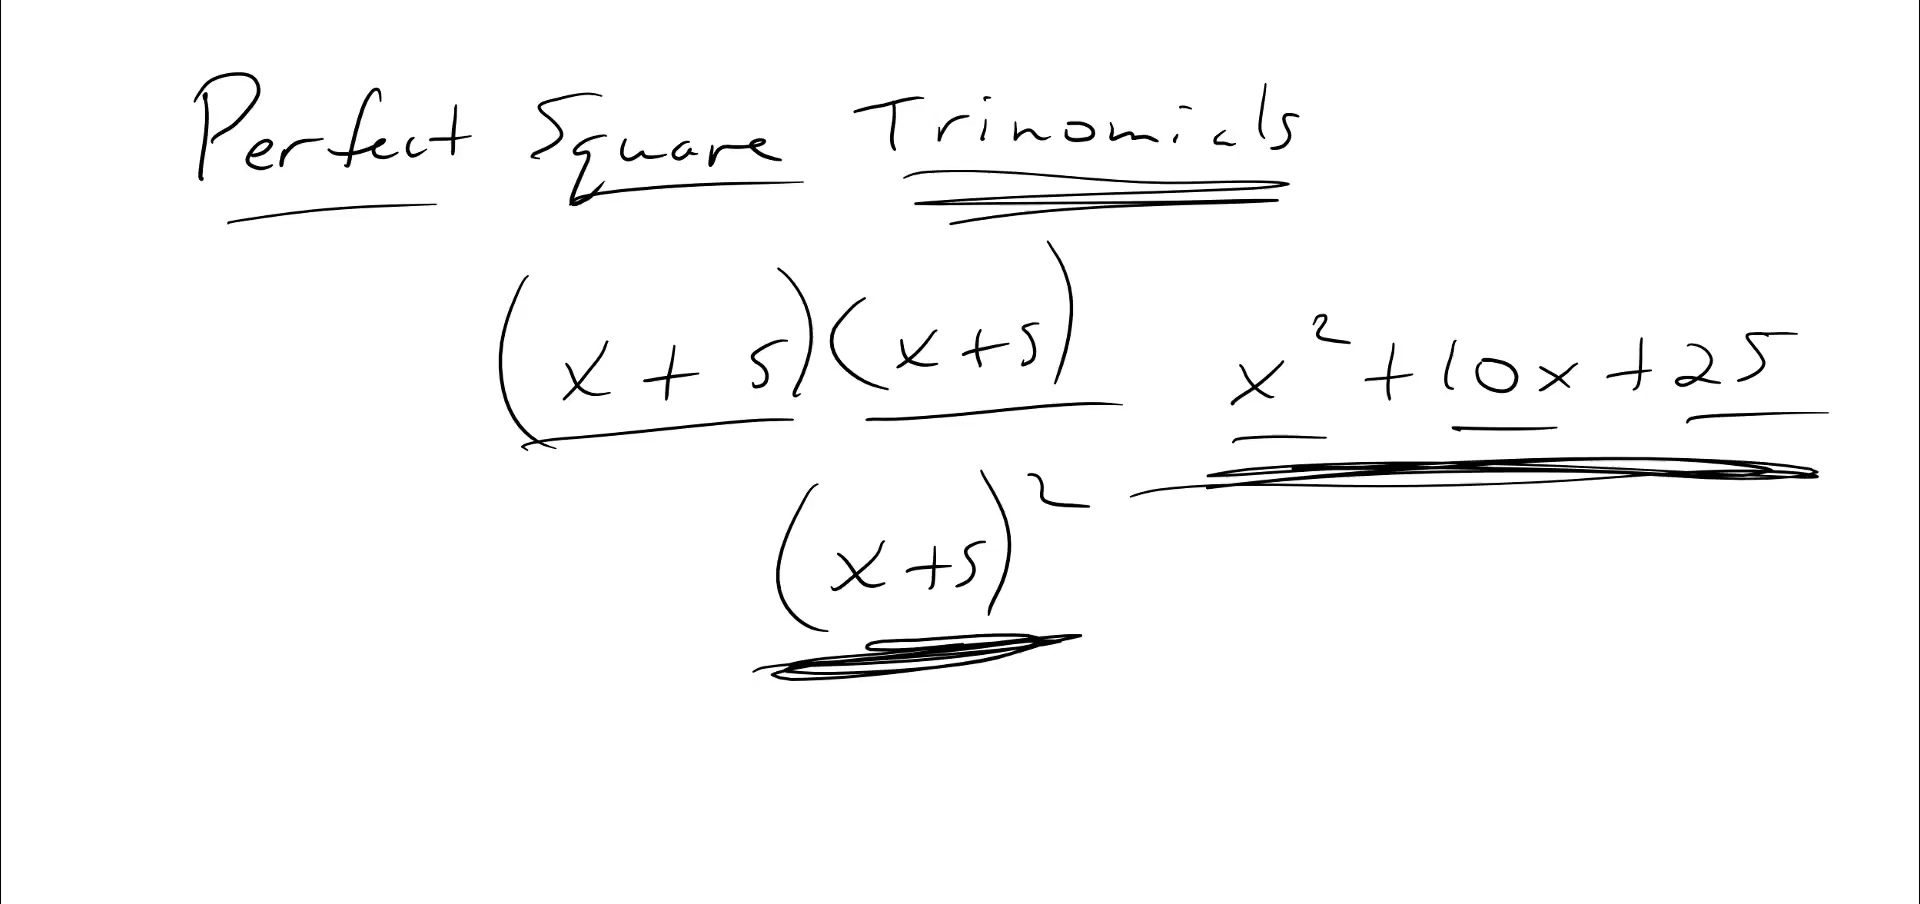 Perfect Square Trinomials
(x + 5)(x+5) x² + 10x + 25
(x+5)²